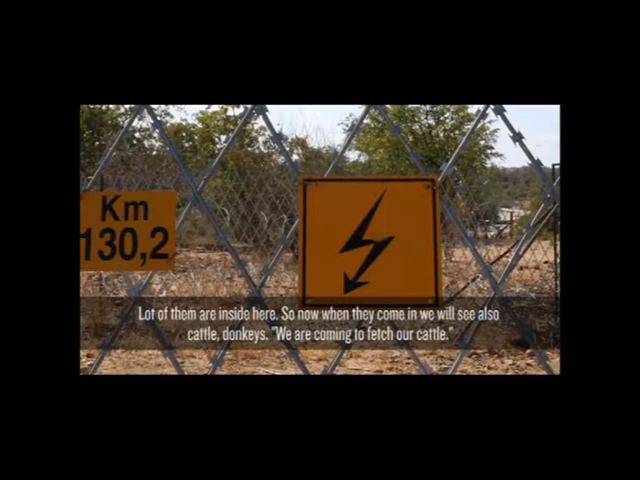 Km
130,2
Lot of them are inside here. So now when they come in we will see also
cattle, donkeys. "We are coming to fetch our cattle."